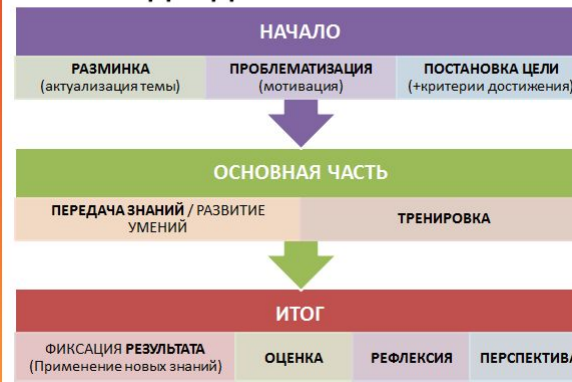 НАЧАЛО
РАЗМИНКА
(актуализация темы)
ПРОБЛЕМАТИЗАЦИЯ
(мотивация)
ПОСТАНОВКА ЦЕЛИ
(+критерии достижения)
ОСНОВНАЯ ЧАСТЬ
ПЕРЕДАЧА ЗНАНИЙ / РАЗВИТИЕ
УМЕНИЙ
ТРЕНИРОВКА
ИТОГ
ФИКСАЦИЯ РЕЗУЛЬТАТА
(Применение новых знаний)
ОЦЕНКА
РЕФЛЕКСИЯ
ПЕРСПЕКТИВА